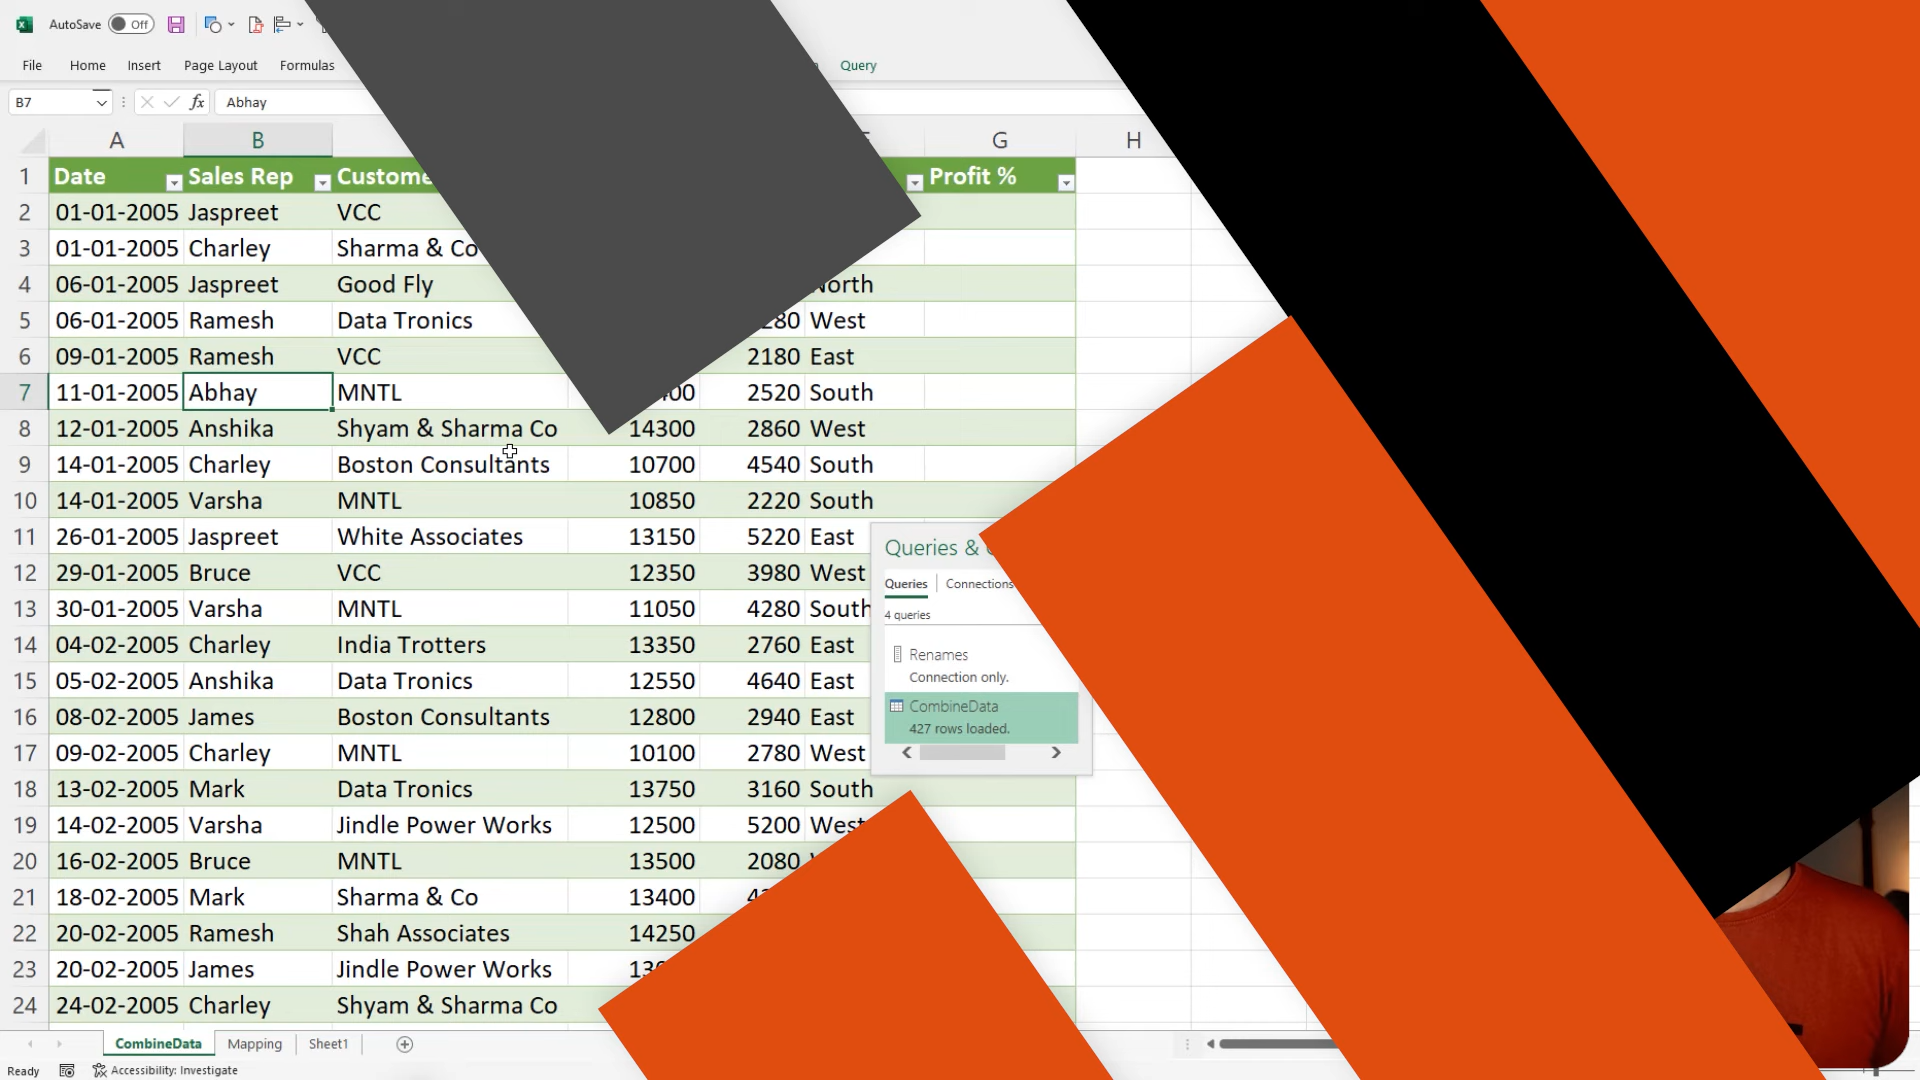 AutoSave Off
File Home Insert Page Layout Formulas Query
B7 fx Abhay
A B G H
1 Date Sales Rep Profit %
2 01-01-2005 Jaspreet VCC
3 01-01-2005 Charley Sharma & Co
4 06-01-2005 Jaspreet Good Fly North
5 06-01-2005 Ramesh Data Tronics West
6 09-01-2005 Ramesh VCC 2180 East
7 11-01-2005 Abhay MNTL 2520 South
8 12-01-2005 Anshika Shyam & Sharma Co 14300 2860 West
9 14-01-2005 Charley Boston Consultants 10700 4540 South
10 14-01-2005 Varsha MNTL 10850 2220 South
11 26-01-2005 Jaspreet White Associates 13150 5220 East
12 29-01-2005 Bruce VCC 12350 3980 West
13 30-01-2005 Varsha MNTL 11050 4280 South
14 04-02-2005 Charley India Trotters 13350 2760 East
15 05-02-2005 Anshika Data Tronics 12550 4640 East
16 08-02-2005 James Boston Consultants 12800 2940 East
17 09-02-2005 Charley MNTL 10100 2780 West
18 13-02-2005 Mark Data Tronics 13750 3160 South
19 14-02-2005 Varsha Jindle Power Works 12500 5200 West
20 16-02-2005 Bruce MNTL 13500 2080
21 18-02-2005 Mark Sharma & Co 13400
22 20-02-2005 Ramesh Shah Associates 14250
23 20-02-2005 James Jindle Power Works
24 24-02-2005 Charley Shyam & Sharma Co
Queries &
Queries Connections
4 queries
Renames
Connection only.
CombineData
427 rows loaded.
CombineData Mapping Sheet1
Ready Accessibility: Investigate